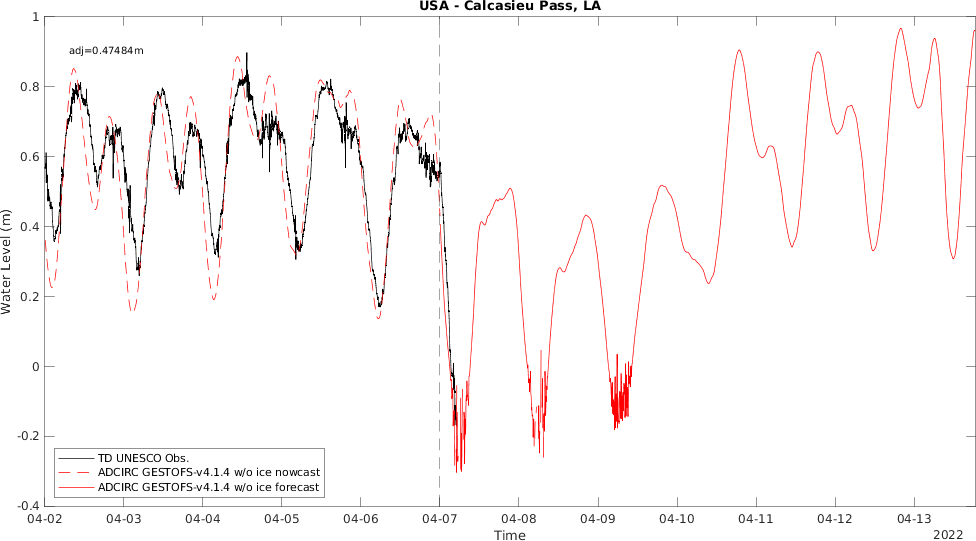 USA - Calcasieu Pass, LA
adj=0.47484m
Water Level (m)
1
0.8
0.6
0.4
0.2
0
-0.2
-0.4
TD UNESCO Obs.
ADCIRC GESTOFS-v4.1.4 w/o ice nowcast
ADCIRC GESTOFS-v4.1.4 w/o ice forecast
04-02 04-03 04-04 04-05 04-06 04-07 04-08 04-09 04-10 04-11 04-12 04-13
Time
2022